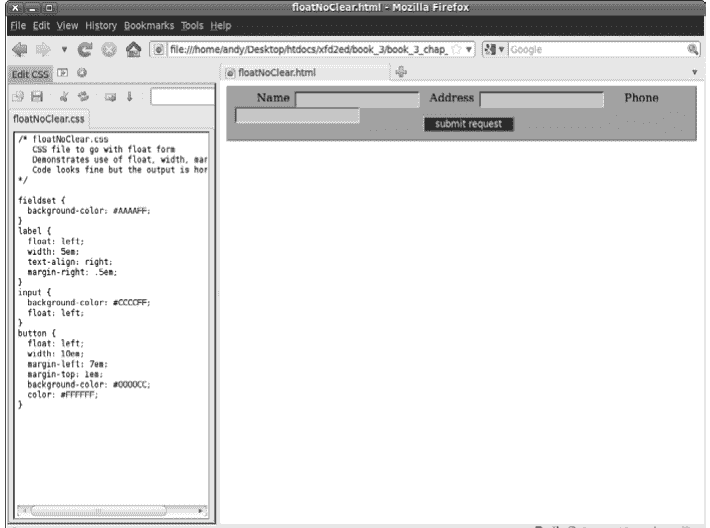 floatNoClear.html - Mozilla Firefox
File Edit View History Bookmarks Tools Help
file:///home/andy/Desktop/htdocs/xfd2ed/book_3/book_3_chap_
Google
Edit CSS
floatNoClear.html
floatNoClear.css
Name Address Phone
submit request
/* floatNoClear.css
CSS file to go with float form
Demonstrates use of float, width, mar
Code looks fine but the output is hor
*/
fieldset {
background-color: #AAAAFF;
}
label {
float: left;
width: 5em;
text-align: right;
margin-right: .5em;
}
input {
background-color: #CCCCFF;
float: left;
}
button {
float: left;
width: 10em;
margin-left: 7em;
margin-top: 1em;
background-color: #0000CC;
color: #FFFFFF;
}